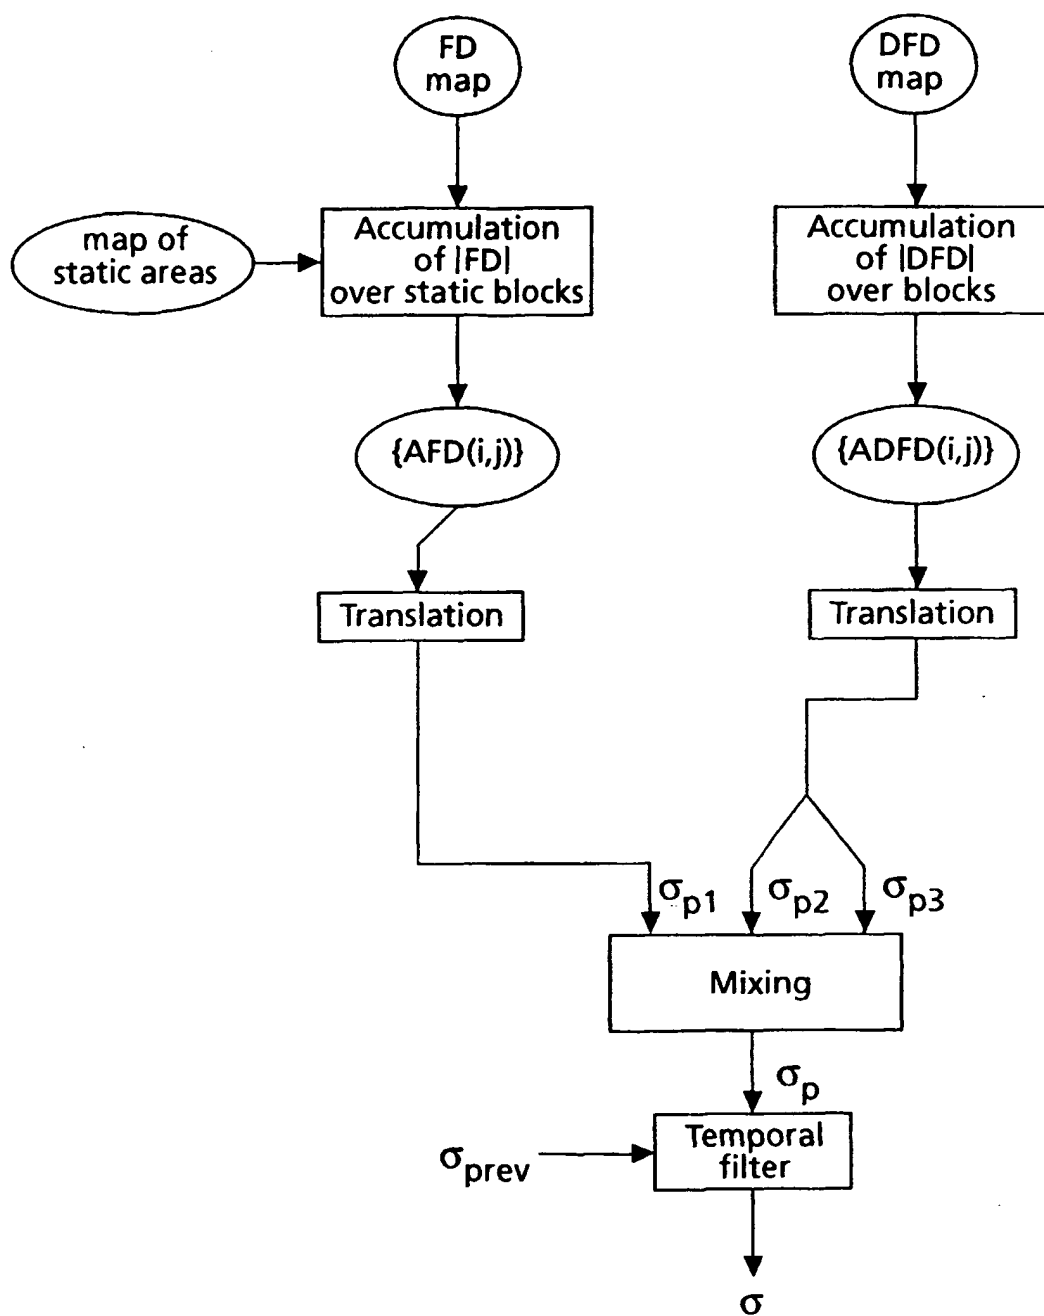 FD
map
DFD
map
map of
static areas
Accumulation
of |FD|
over static blocks
Accumulation
of |DFD|
over blocks
{AFD(i,j)}
{ADFD(i,j)}
Translation
Translation
σp1
σp2
σp3
Mixing
σp
σprev
Temporal
filter
σ